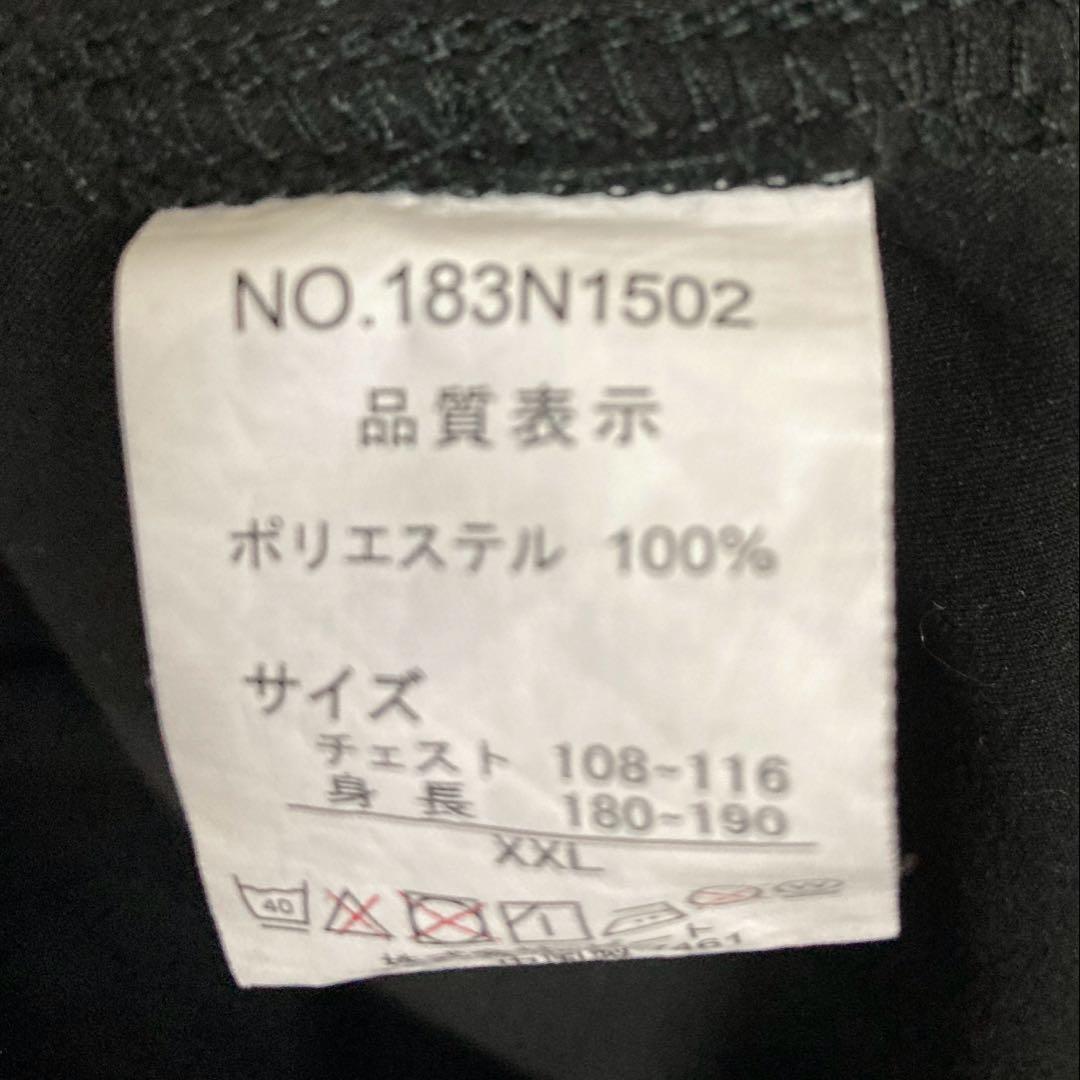 NO.183N1502
品質表示
ポリエステル 100%
サイズ
チェスト 108~116
身長 180~190
XXL
40